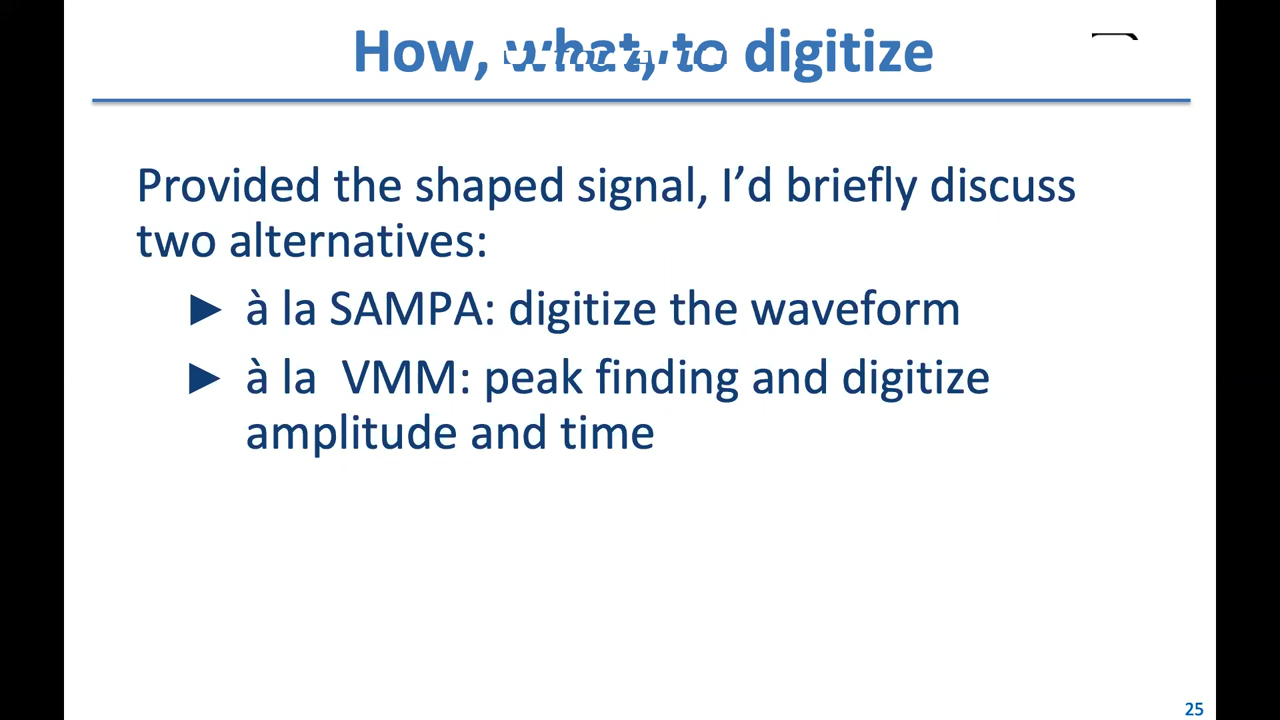 How, what, to digitize
Provided the shaped signal, I’d briefly discuss
two alternatives:
► à la SAMPA: digitize the waveform
► à la VMM: peak finding and digitize
amplitude and time
25